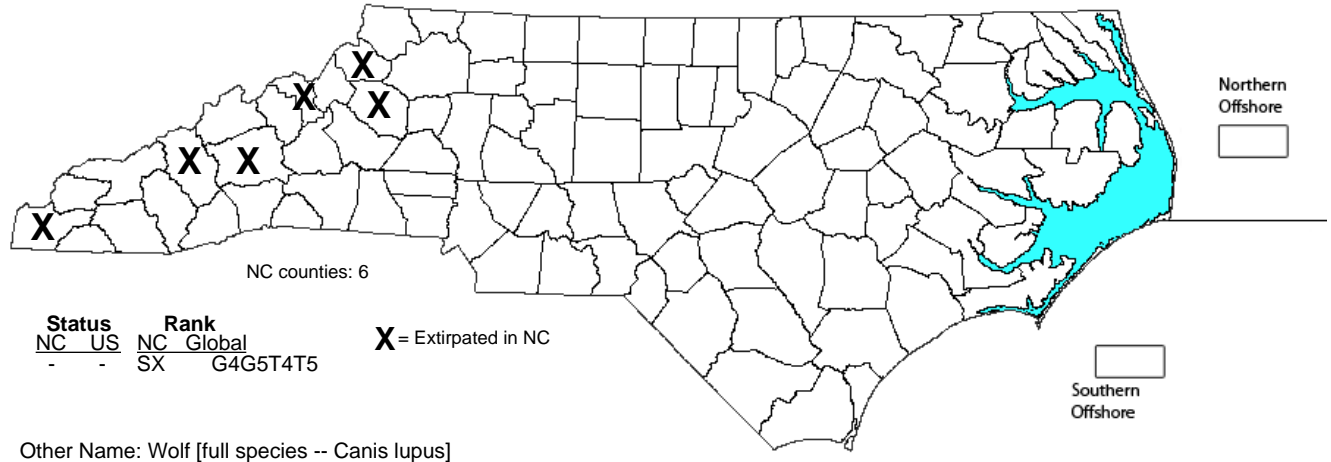 X
X
X
X
X
X
Northern
Offshore
NC counties: 6
Status Rank
NC US NC Global
- - SX G4G5T4T5
X = Extirpated in NC
Southern
Offshore
Other Name: Wolf [full species -- Canis lupus]